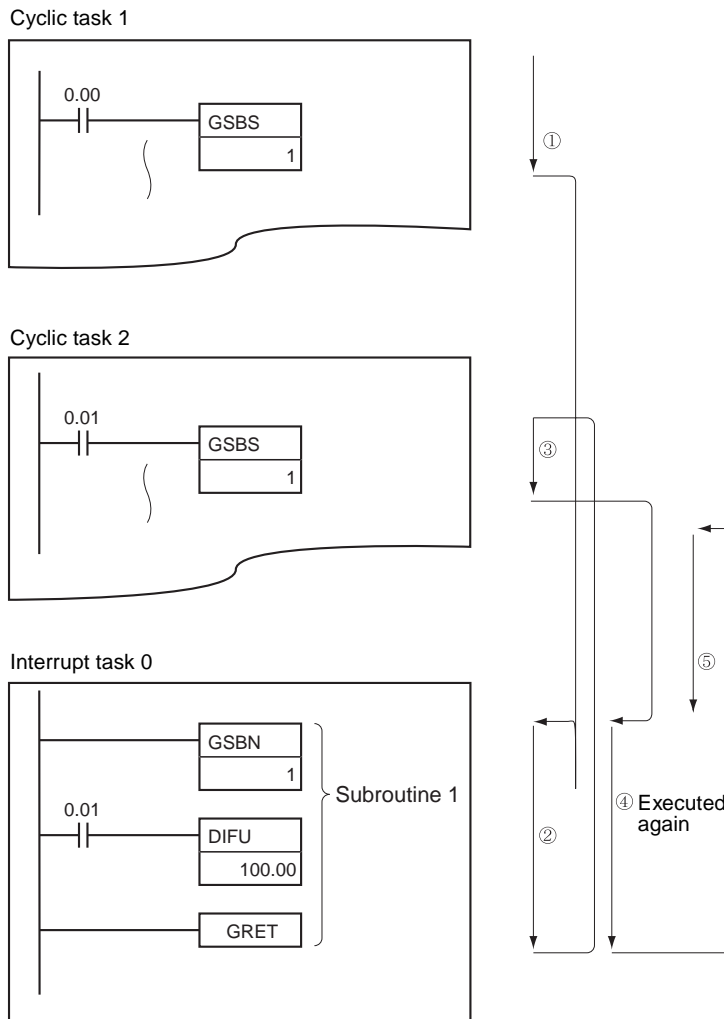 Cyclic task 1
0.00
GSBS
1
①
Cyclic task 2
0.01
GSBS
1
③
⑤
Interrupt task 0
GSBN
1
Subroutine 1
0.01
DIFU
100.00
②
④ Executed
again
GRET